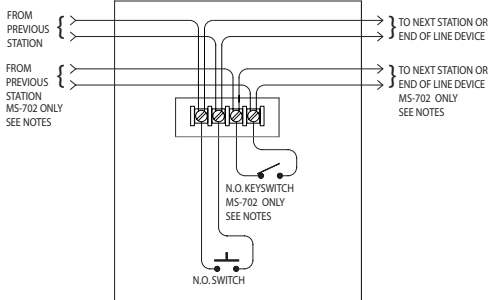 FROM
PREVIOUS
STATION
TO NEXT STATION OR
END OF LINE DEVICE
FROM
PREVIOUS
STATION
MS-702 ONLY
SEE NOTES
TO NEXT STATION OR
END OF LINE DEVICE
MS-702 ONLY
SEE NOTES
N.O. KEYSWITCH
MS-702 ONLY
SEE NOTES
N.O. SWITCH